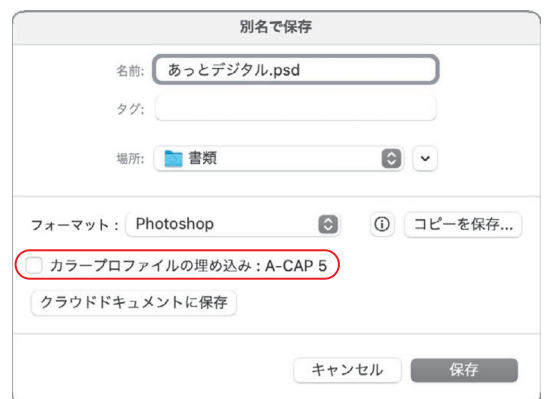 別名で保存
名前: あっとデジタル.psd
タグ:
場所: 書類
フォーマット: Photoshop コピーを保存...
カラープロファイルの埋め込み : A-CAP 5
クラウドドキュメントに保存
キャンセル 保存